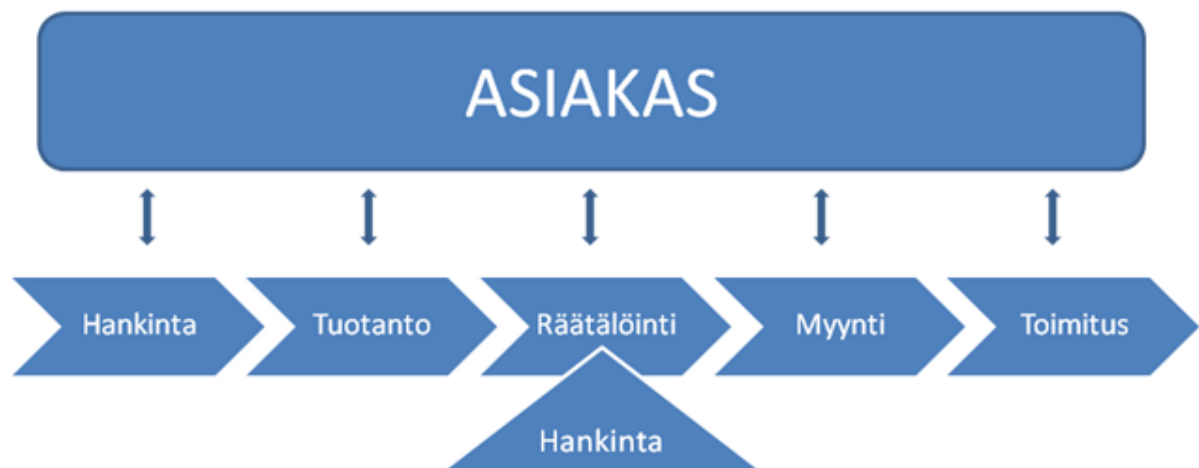 ASIAKAS
Hankinta
Tuotanto
Räätälöinti
Myynti
Toimitus
Hankinta